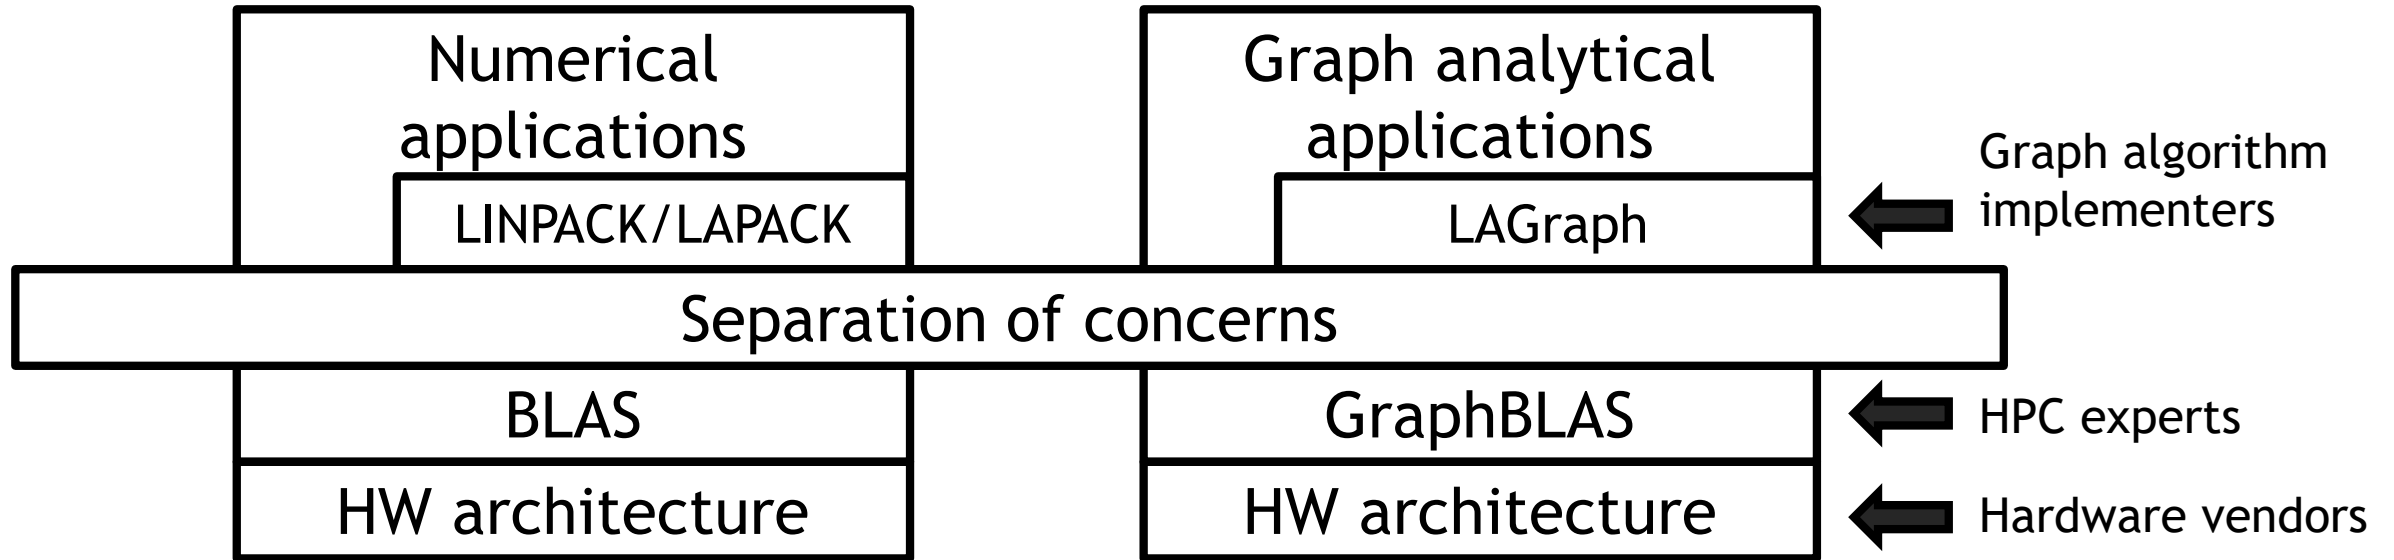 Numerical
applications
LINPACK/LAPACK
Graph analytical
applications
LAGraph
Graph algorithm
implementers
Separation of concerns
BLAS
GraphBLAS
HPC experts
HW architecture
HW architecture
Hardware vendors